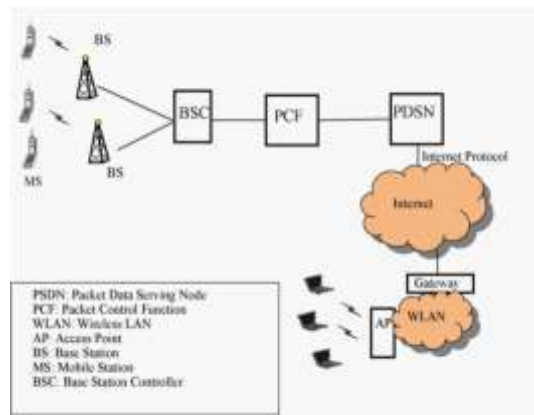 BS
BSC
PCF
PDSN
BS
MS
Internet Protocol
Internet
Gateway
AP
WLAN
PSDN: Packet Data Serving Node
PCF: Packet Control Function
WLAN: Wireless LAN
AP: Access Point
BS: Base Station
MS: Mobile Station
BSC: Base Station Controller